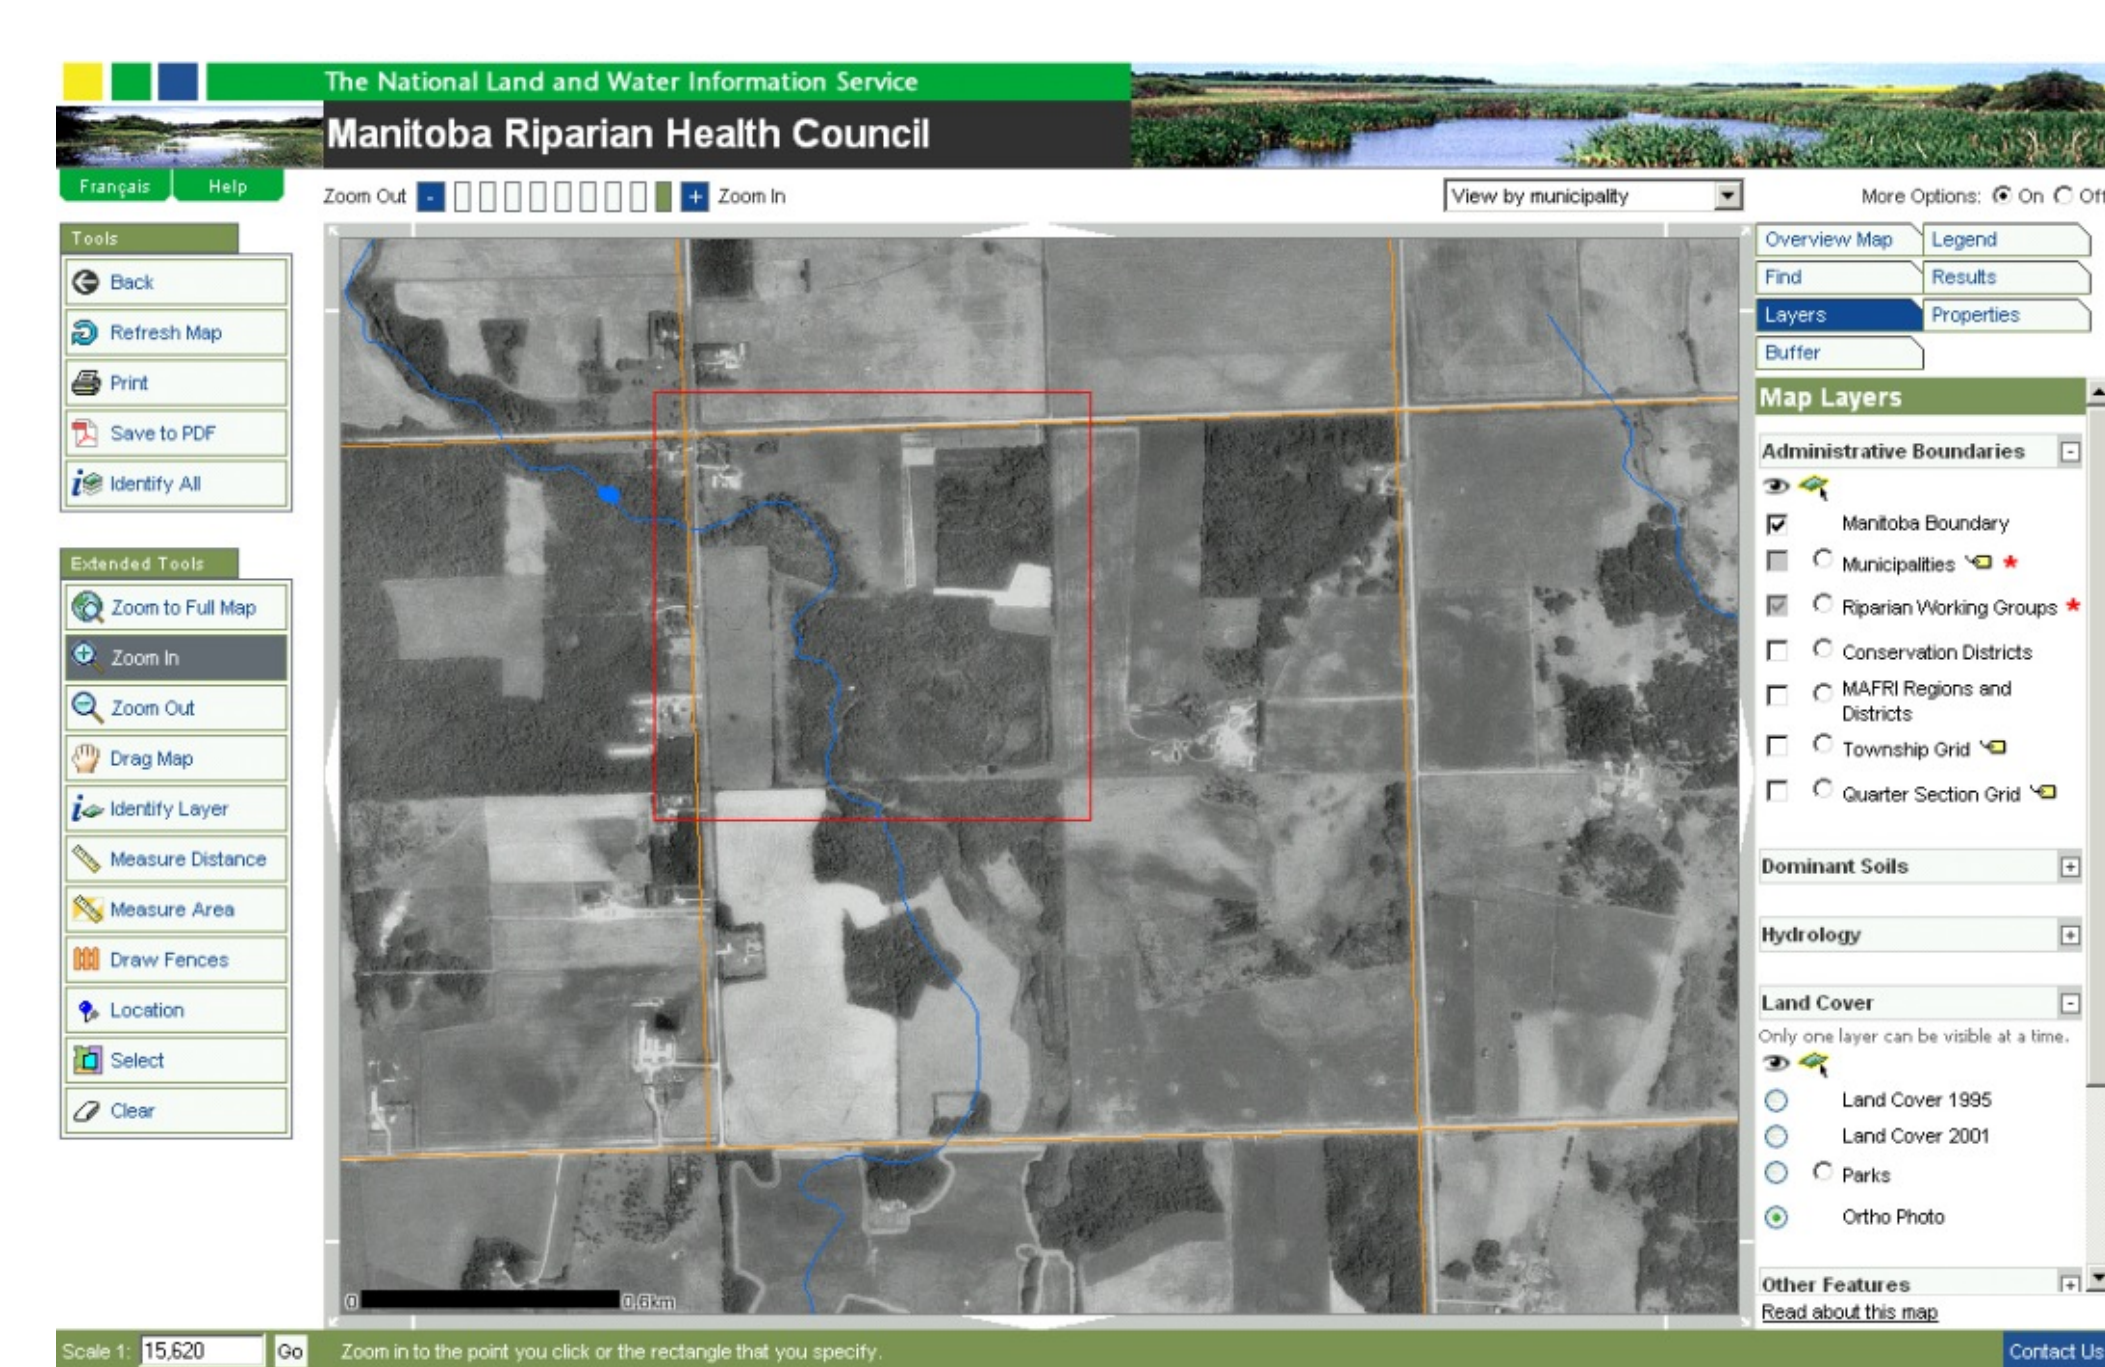 The National Land and Water Information Service
Manitoba Riparian Health Council
Français Help
Zoom Out - + Zoom In
View by municipality
More Options: On Off
Tools
Back
Refresh Map
Print
Save to PDF
Identify All
Extended Tools
Zoom to Full Map
Zoom In
Zoom Out
Drag Map
Identify Layer
Measure Distance
Measure Area
Draw Fences
Location
Select
Clear
0 0.6km
Overview Map Legend
Find Results
Layers Properties
Buffer
Map Layers
Administrative Boundaries -
Manitoba Boundary
Municipalities *
Riparian Working Groups *
Conservation Districts
MAFRI Regions and
Districts
Township Grid
Quarter Section Grid
Dominant Soils +
Hydrology +
Land Cover -
Only one layer can be visible at a time.
Land Cover 1995
Land Cover 2001
Parks
Ortho Photo
Other Features +
Read about this map
Scale 1: 15,620 Go
Zoom in to the point you click or the rectangle that you specify.
Contact Us